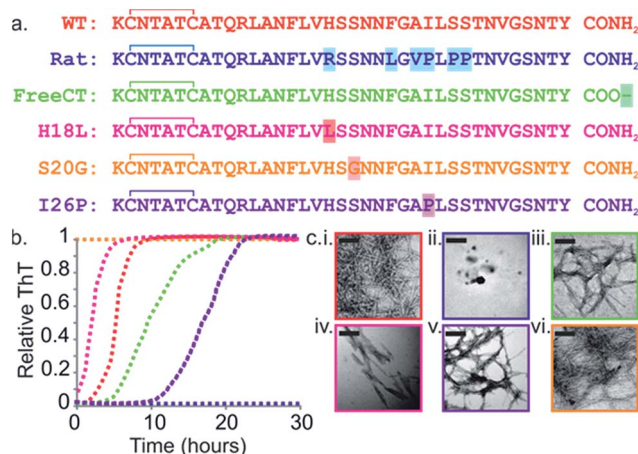 a. WT: KCNTATCATQRLANFLVHSSNNFGAILSSTNVGSNTY CONH₂
Rat: KCNTATCATQRLANFLVRSSNNLGVPLPPTNVGSNTY CONH₂
FreeCT: KCNTATCATQRLANFLVHSSNNFGAILSSTNVGSNTY COO-
H18L: KCNTATCATQRLANFLVLSSNNFGAILSSTNVGSNTY CONH₂
S20G: KCNTATCATQRLANFLVHSGNNFGAILSSTNVGSNTY CONH₂
I26P: KCNTATCATQRLANFLVHSSNNFGAPLSSTNVGSNTY CONH₂
b.
Relative ThT
1
0.8
0.6
0.4
0.2
0
0 10 20 30
Time (hours)
c.i. ii. iii.
iv. v. vi.